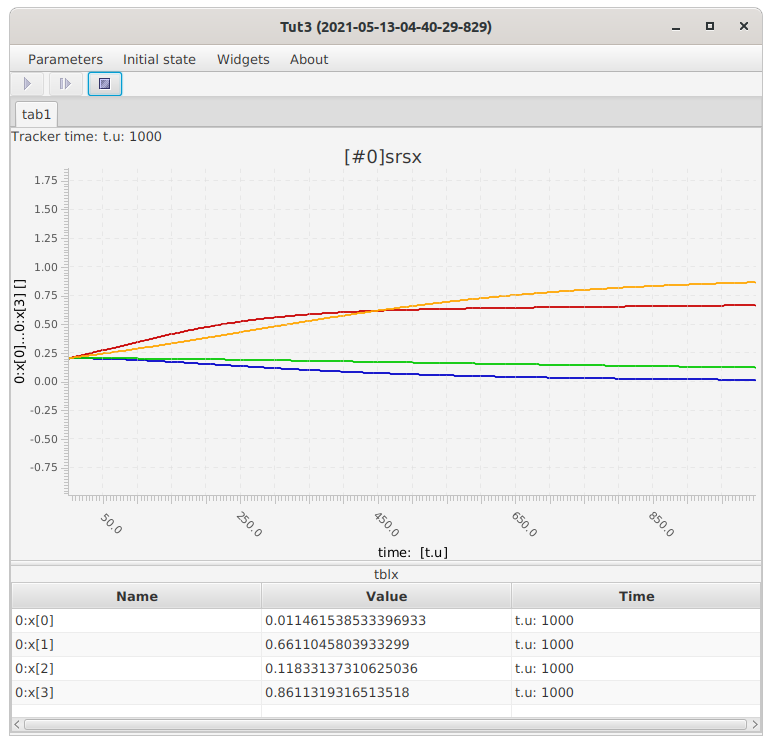 Tut3 (2021-05-13-04-40-29-829)
Parameters Initial state Widgets About
tab1
Tracker time: t.u: 1000
[#0]srsx
1.75
1.50
1.25
1.00
0.75
0.50
0.25
0.00
-0.25
-0.50
-0.75
0:x[0]...0:x[3] []
50.0 250.0 450.0 650.0 850.0
time: [t.u]
tblx
Name Value Time
0:x[0] 0.011461538533396933 t.u: 1000
0:x[1] 0.6611045803933299 t.u: 1000
0:x[2] 0.11833137310625036 t.u: 1000
0:x[3] 0.8611319316513518 t.u: 1000